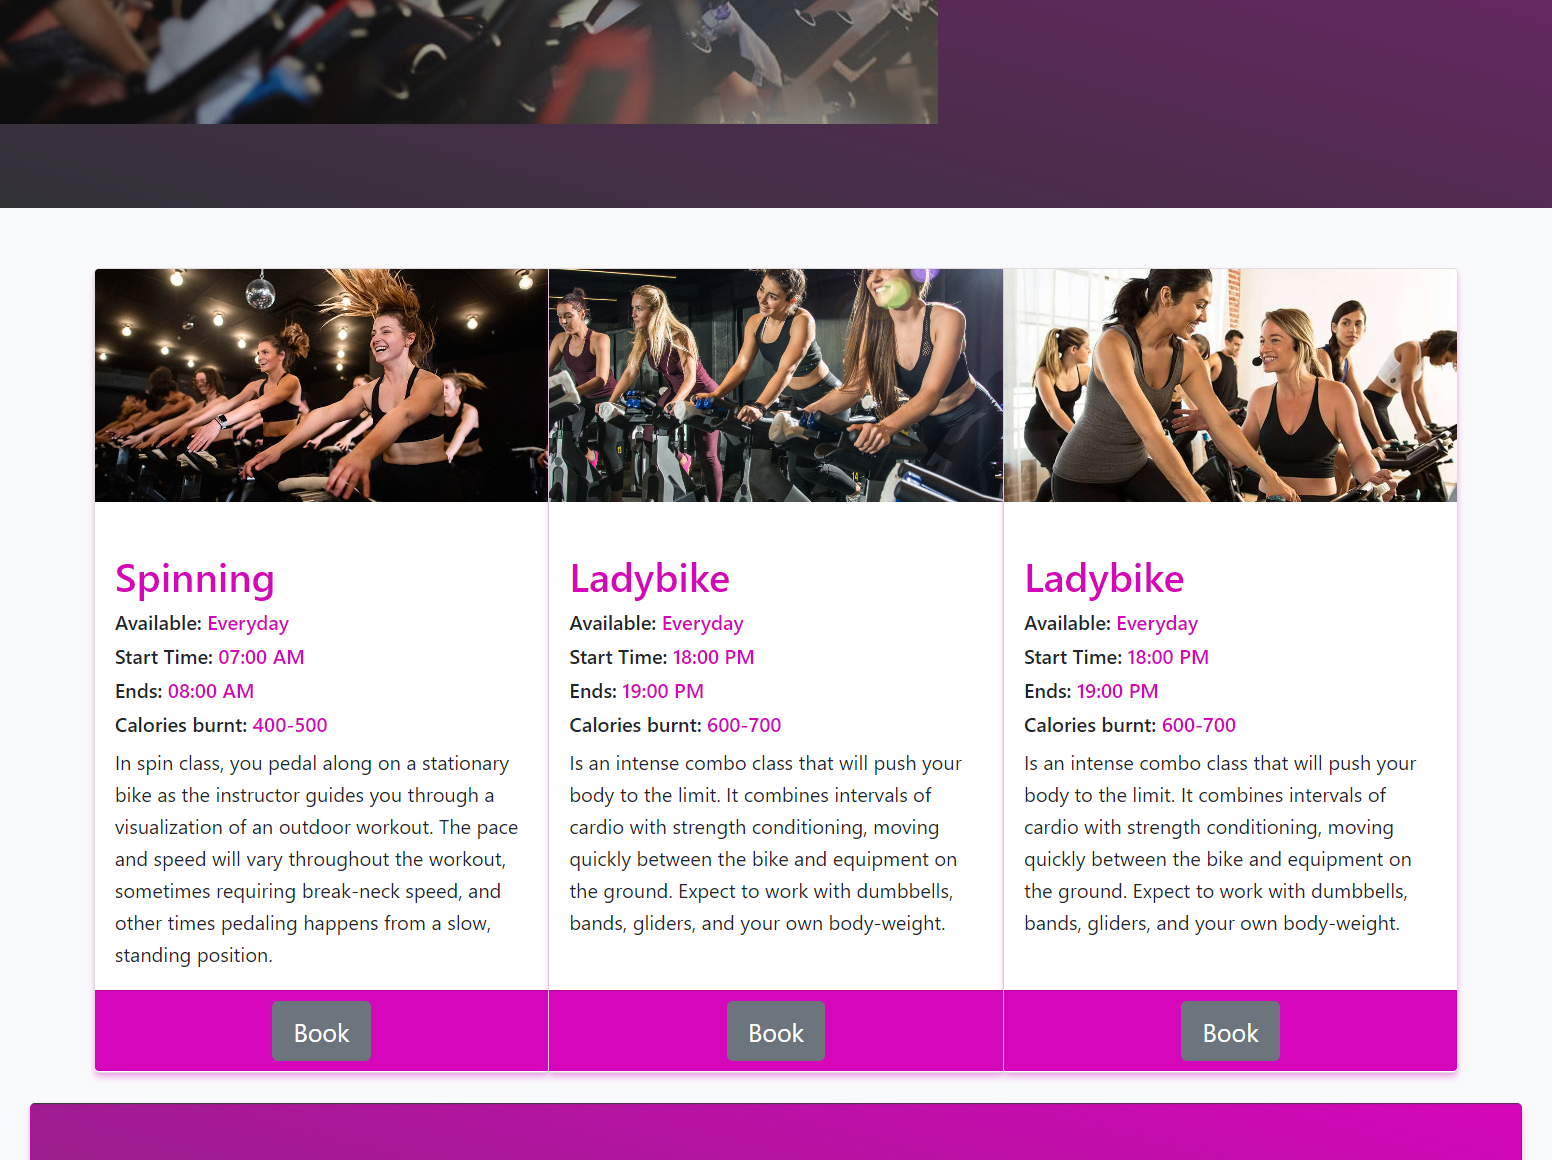 Spinning
Available: Everyday
Start Time: 07:00 AM
Ends: 08:00 AM
Calories burnt: 400-500
In spin class, you pedal along on a stationary
bike as the instructor guides you through a
visualization of an outdoor workout. The pace
and speed will vary throughout the workout,
sometimes requiring break-neck speed, and
other times pedaling happens from a slow,
standing position.
Book
Ladybike
Available: Everyday
Start Time: 18:00 PM
Ends: 19:00 PM
Calories burnt: 600-700
Is an intense combo class that will push your
body to the limit. It combines intervals of
cardio with strength conditioning, moving
quickly between the bike and equipment on
the ground. Expect to work with dumbbells,
bands, gliders, and your own body-weight.
Book
Ladybike
Available: Everyday
Start Time: 18:00 PM
Ends: 19:00 PM
Calories burnt: 600-700
Is an intense combo class that will push your
body to the limit. It combines intervals of
cardio with strength conditioning, moving
quickly between the bike and equipment on
the ground. Expect to work with dumbbells,
bands, gliders, and your own body-weight.
Book